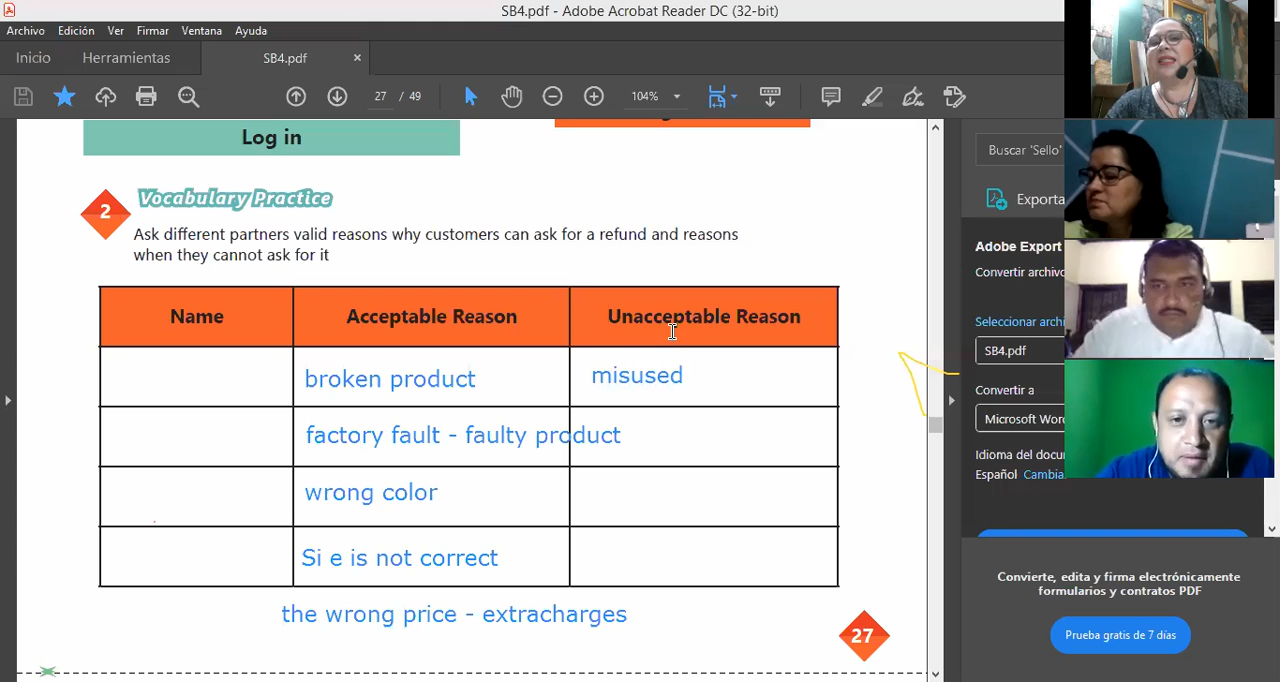 SB4.pdf - Adobe Acrobat Reader DC (32-bit)
Archivo Edición Ver Firmar Ventana Ayuda
Inicio Herramientas SB4.pdf ×
27 / 49 104%
Log in
Buscar 'Sello'
2 Vocabulary Practice
Exporta
Ask different partners valid reasons why customers can ask for a refund and reasons
when they cannot ask for it
Adobe Export
Convertir archivo
Name Acceptable Reason Unacceptable Reason
Seleccionar archi
SB4.pdf
broken product misused
Convertir a
Microsoft Word
factory fault - faulty product
Idioma del docum
Español Cambia
wrong color
Si e is not correct
Convierte, edita y firma electrónicamente
formularios y contratos PDF
the wrong price - extracharges
27
Prueba gratis de 7 días